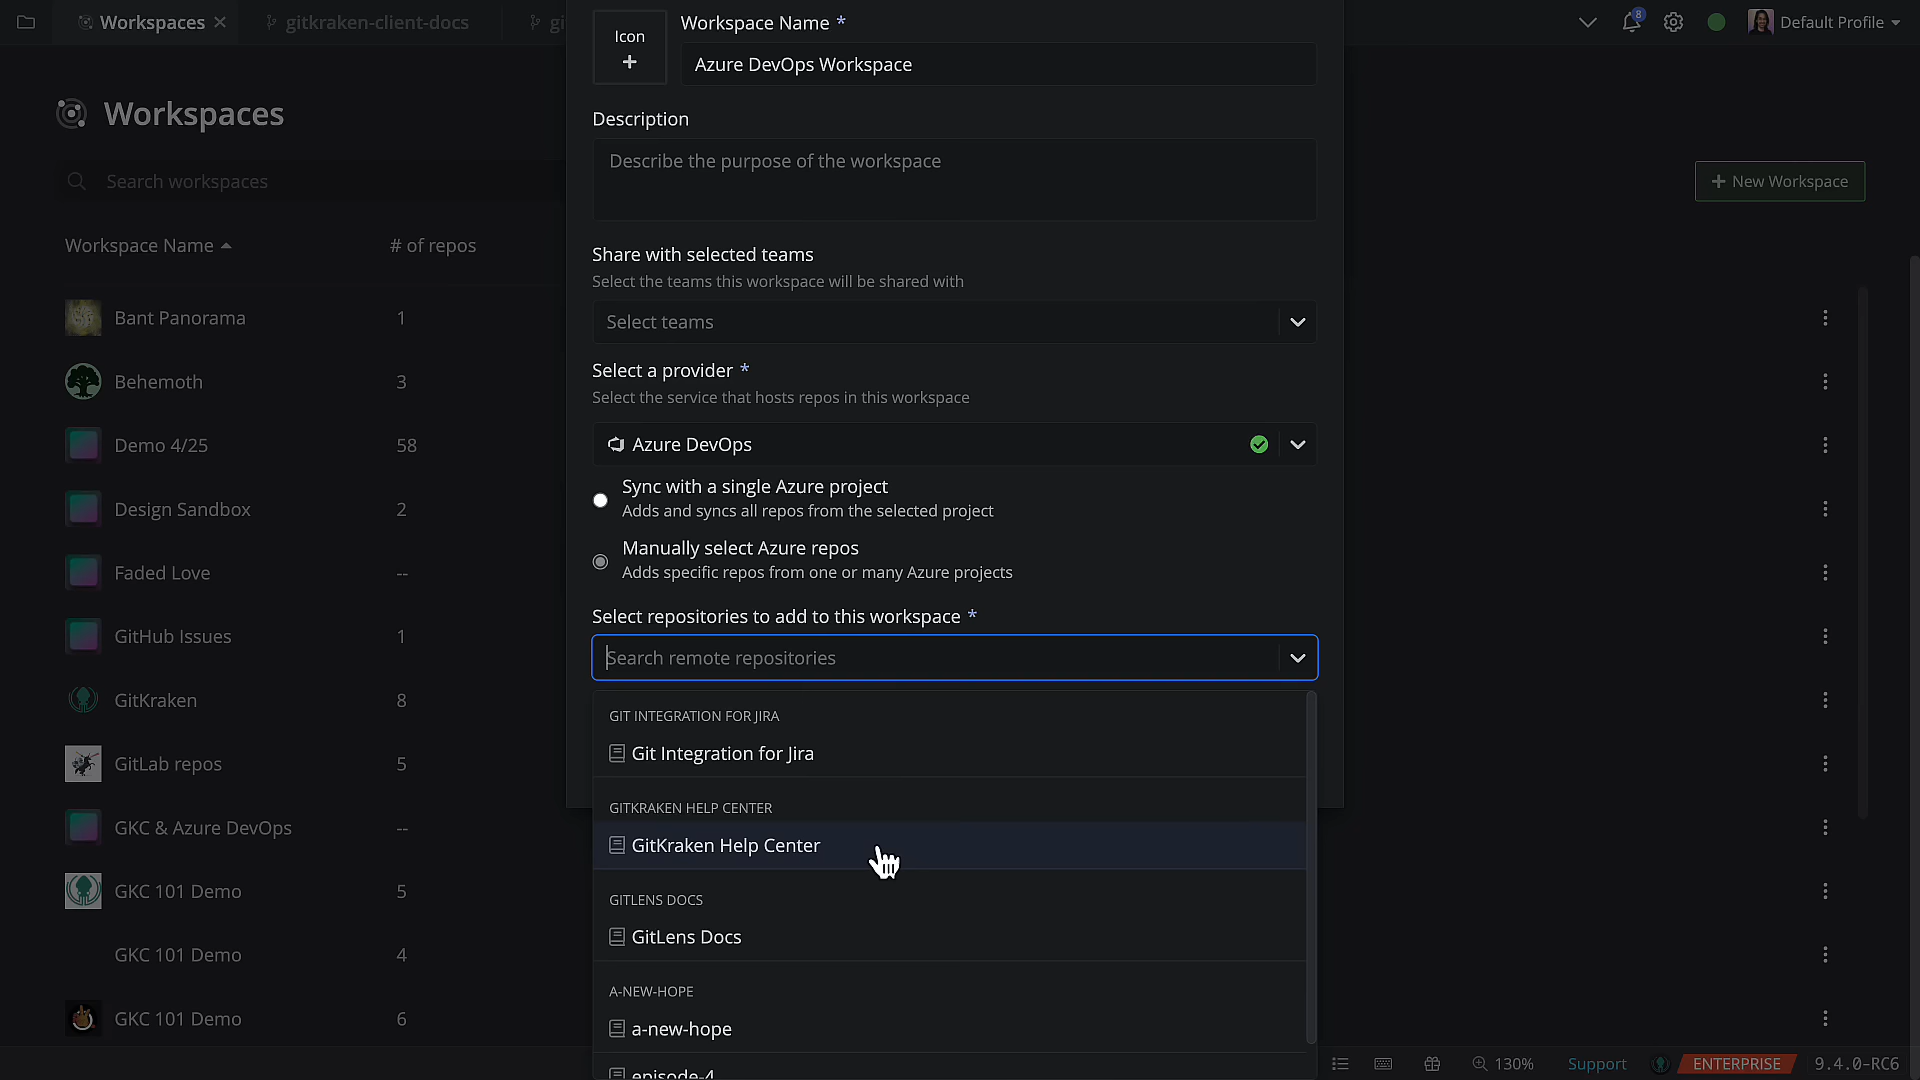 Workspaces
gitkraken-client-docs
gi
8
Default Profile
Workspaces
Search workspaces
New Workspace
Workspace Name
# of repos
Bant Panorama
1
Behemoth
3
Demo 4/25
58
Design Sandbox
2
Faded Love
--
GitHub Issues
1
GitKraken
8
GitLab repos
5
GKC & Azure DevOps
--
GKC 101 Demo
5
GKC 101 Demo
4
GKC 101 Demo
6
Icon
+
Workspace Name *
Azure DevOps Workspace
Description
Describe the purpose of the workspace
Share with selected teams
Select the teams this workspace will be shared with
Select teams
Select a provider *
Select the service that hosts repos in this workspace
Azure DevOps
Sync with a single Azure project
Adds and syncs all repos from the selected project
Manually select Azure repos
Adds specific repos from one or many Azure projects
Select repositories to add to this workspace *
Search remote repositories
GIT INTEGRATION FOR JIRA
Git Integration for Jira
GITKRAKEN HELP CENTER
GitKraken Help Center
GITLENS DOCS
GitLens Docs
A-NEW-HOPE
a-new-hope
episode-4
130%
Support
ENTERPRISE
9.4.0-RC6